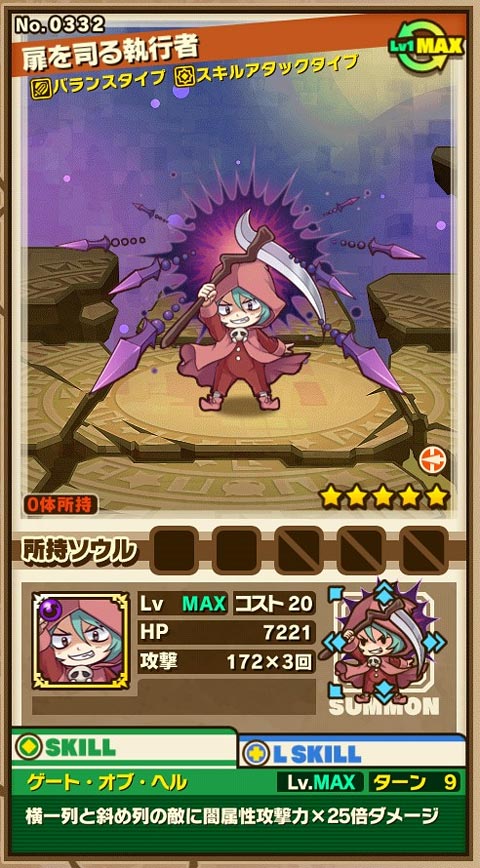 No.0332
扉を司る執行者
Lv1 MAX
バランスタイプ スキルアタックタイプ
0体所持
所持ソウル
Lv MAX コスト 20
HP 7221
攻撃 172×3回
SUMMON
SKILL
L SKILL
ゲート・オブ・ヘル Lv.MAX ターン 9
横一列と斜め列の敵に闇属性攻撃力×25倍ダメージ